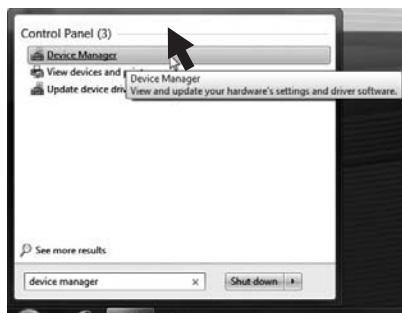 Control Panel (3)
Device Manager
View devices and
Device Manager
Update device
View and update your hardware's settings and driver software.
See more results
device manager
Shut down